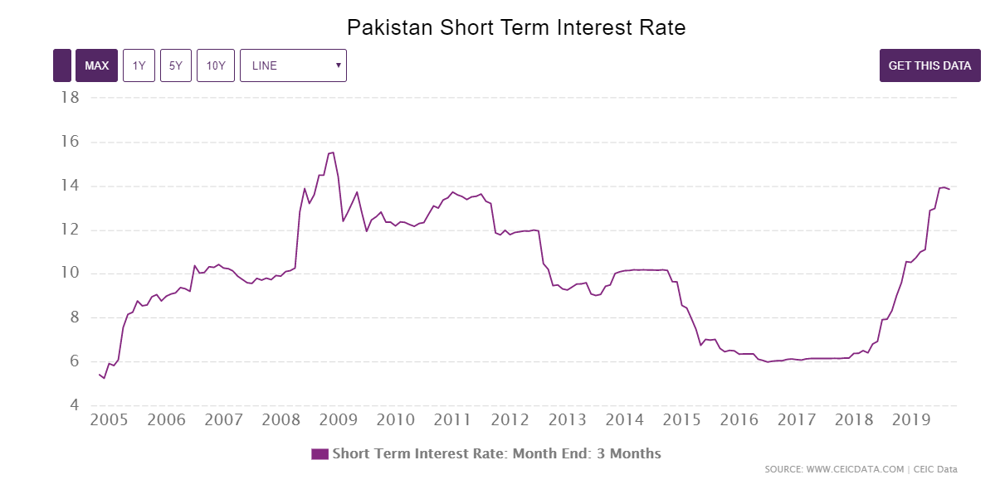 Pakistan Short Term Interest Rate
MAX 1Y 5Y 10Y LINE GET THIS DATA
18
16
14
12
10
8
6
4
2005 2006 2007 2008 2009 2010 2011 2012 2013 2014 2015 2016 2017 2018 2019
Short Term Interest Rate: Month End: 3 Months
SOURCE: WWW.CEICDATA.COM | CEIC Data